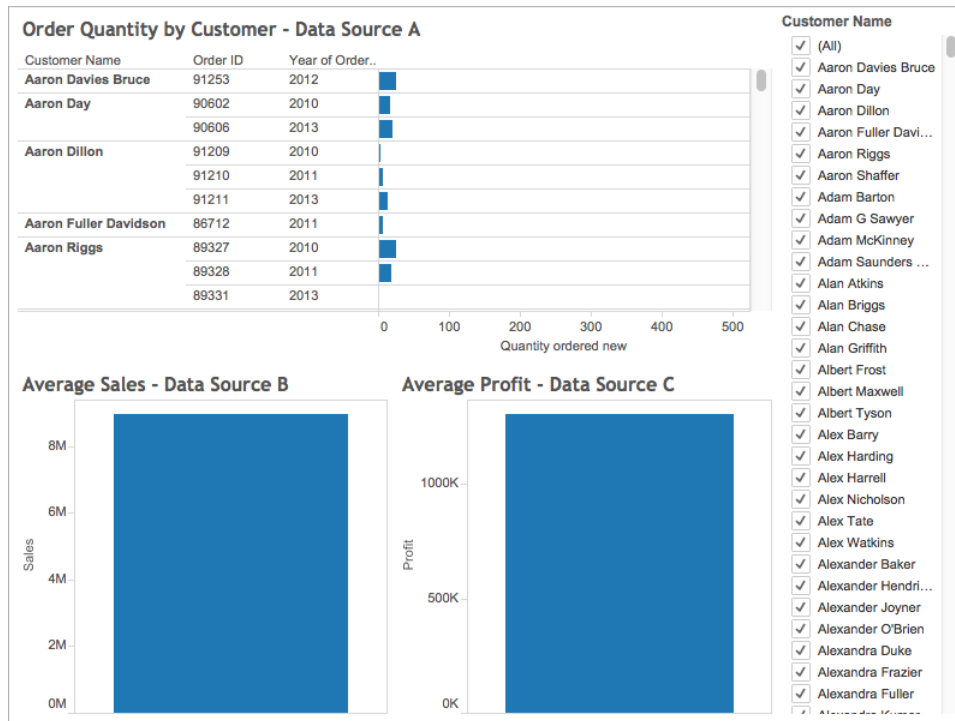 Order Quantity by Customer - Data Source A
Customer Name Order ID Year of Order..
Aaron Davies Bruce 91253 2012
Aaron Day 90602 2010
90606 2013
Aaron Dillon 91209 2010
91210 2011
91211 2013
Aaron Fuller Davidson 86712 2011
Aaron Riggs 89327 2010
89328 2011
89331 2013
0 100 200 300 400 500
Quantity ordered new
Average Sales - Data Source B
8M
6M
4M
2M
0M
Sales
Average Profit - Data Source C
1000K
500K
0K
Profit
Customer Name
(All)
Aaron Davies Bruce
Aaron Day
Aaron Dillon
Aaron Fuller Davi...
Aaron Riggs
Aaron Shaffer
Adam Barton
Adam G Sawyer
Adam McKinney
Adam Saunders ...
Alan Atkins
Alan Briggs
Alan Chase
Alan Griffith
Albert Frost
Albert Maxwell
Albert Tyson
Alex Barry
Alex Harding
Alex Harrell
Alex Nicholson
Alex Tate
Alex Watkins
Alexander Baker
Alexander Hendri...
Alexander Joyner
Alexander O'Brien
Alexandra Duke
Alexandra Frazier
Alexandra Fuller